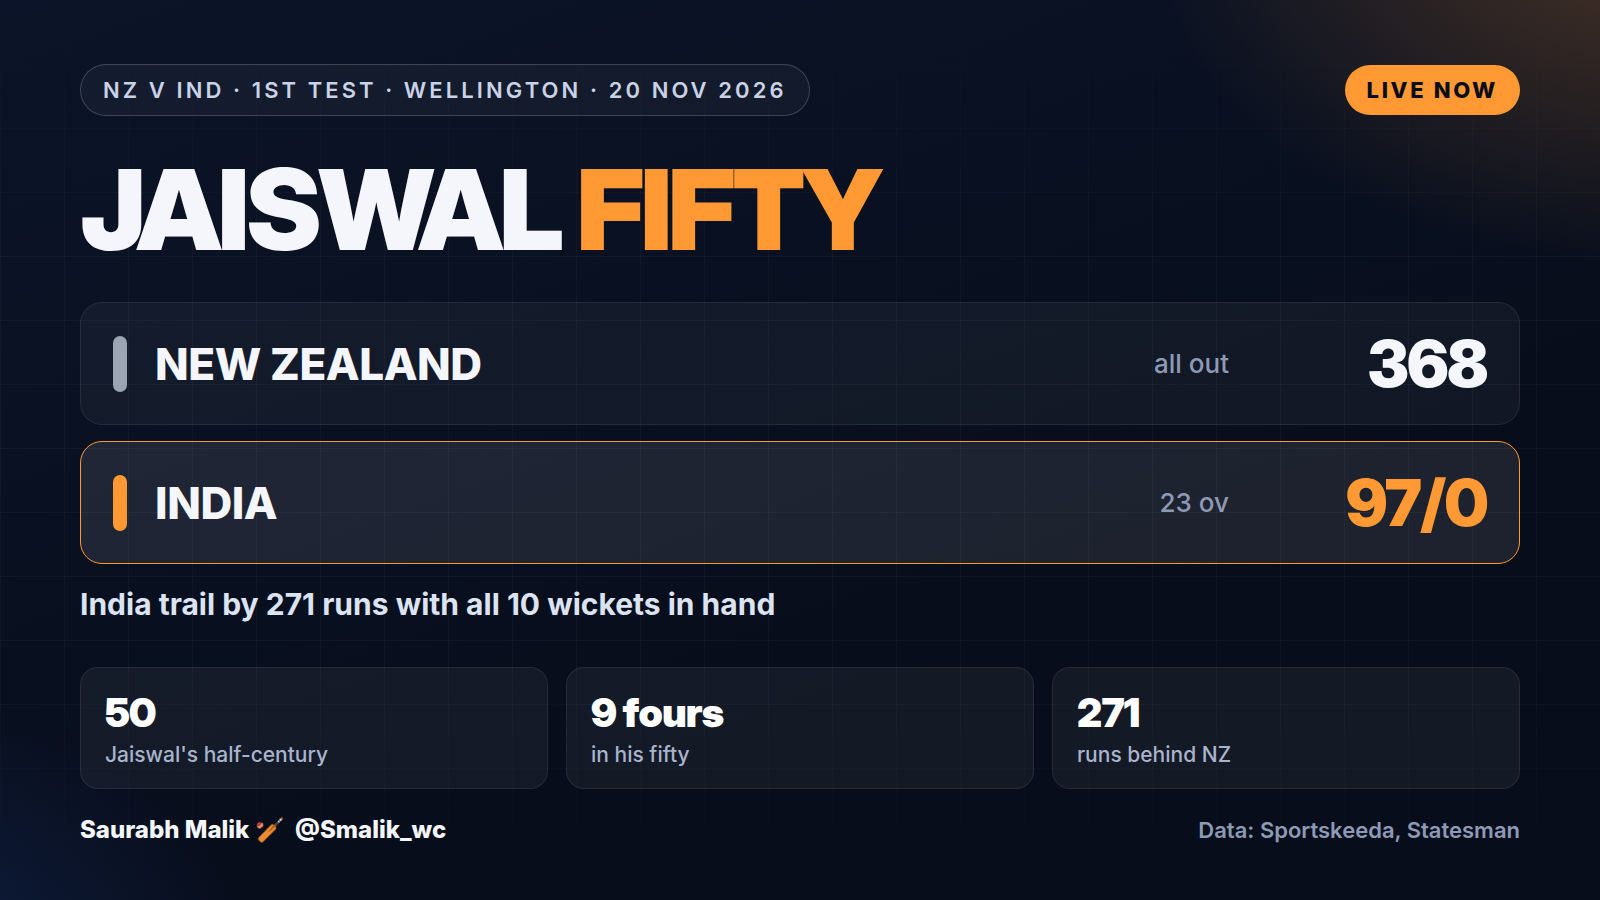 NZ V IND · 1ST TEST · WELLINGTON · 20 NOV 2026
LIVE NOW
JAISWAL FIFTY
NEW ZEALAND all out 368
INDIA 23 ov 97/0
India trail by 271 runs with all 10 wickets in hand
50
Jaiswal's half-century
9 fours
in his fifty
271
runs behind NZ
Saurabh Malik 🏏 @Smalik_wc
Data: Sportskeeda, Statesman